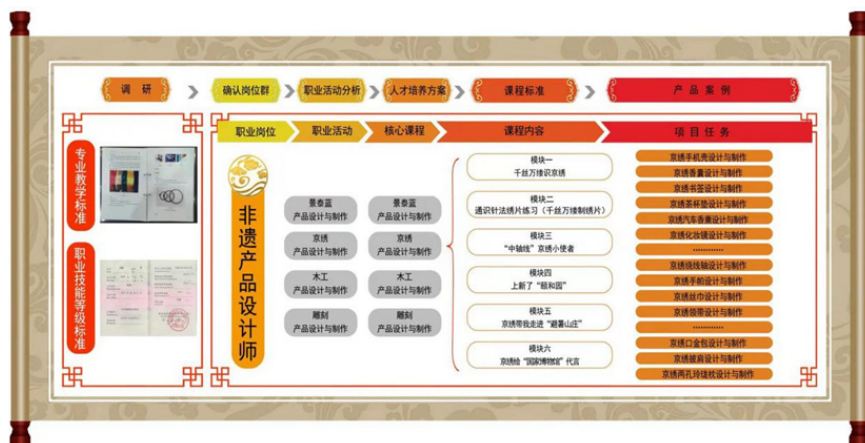 调 研
确认岗位群
职业活动分析
人才培养方案
课程标准
产品案例
专业教学标准
职业技能等级标准
职业岗位
职业活动
核心课程
课程内容
项目任务
非遗产品设计师
景泰蓝
产品设计与制作
京绣
产品设计与制作
木工
产品设计与制作
雕刻
产品设计与制作
景泰蓝
产品设计与制作
京绣
产品设计与制作
木工
产品设计与制作
雕刻
产品设计与制作
模块一
千丝万缕识京绣
模块二
通识针法绣片练习（千丝万缕制绣片）
模块三
“中轴线”京绣小使者
模块四
上新了“颐和园”
模块五
京绣带我走进“避暑山庄”
模块六
京绣给“国家博物馆”代言
京绣手机壳设计与制作
京绣香囊设计与制作
京绣书签设计与制作
京绣茶杯垫设计与制作
京绣汽车香薰设计与制作
京绣化妆镜设计与制作
............
京绣绕线轴设计与制作
京绣手帕设计与制作
京绣丝巾设计与制作
京绣领带设计与制作
............
京绣口金包设计与制作
京绣披肩设计与制作
京绣两孔玲珑枕设计与制作